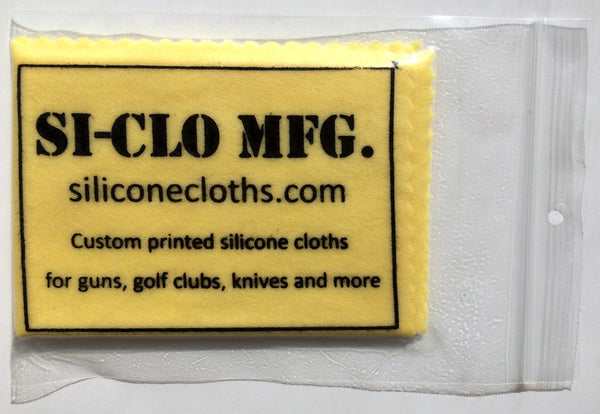 SI-CLO MFG.
siliconecloths.com
Custom printed silicone cloths
for guns, golf clubs, knives and more